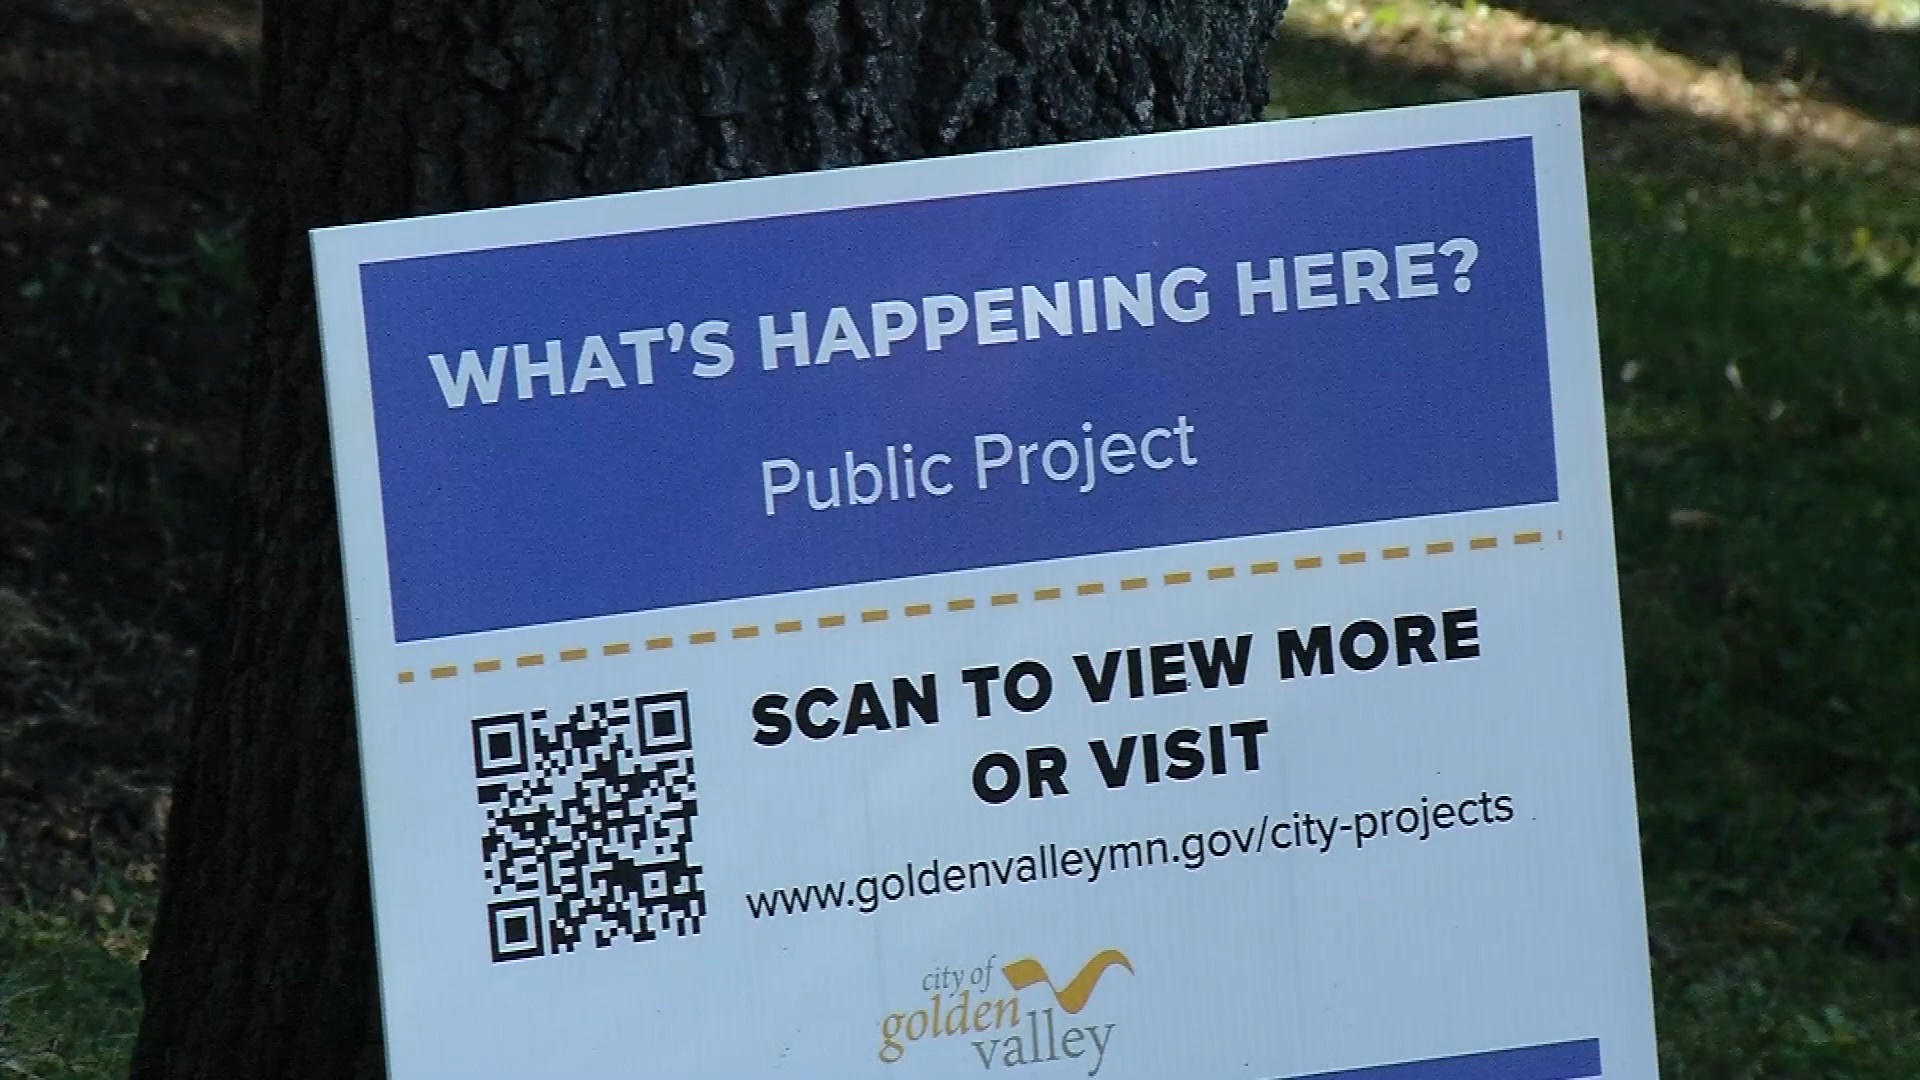 WHAT'S HAPPENING HERE?
Public Project
SCAN TO VIEW MORE
OR VISIT
www.goldenvalleymn.gov/city-projects
city of
golden
valley